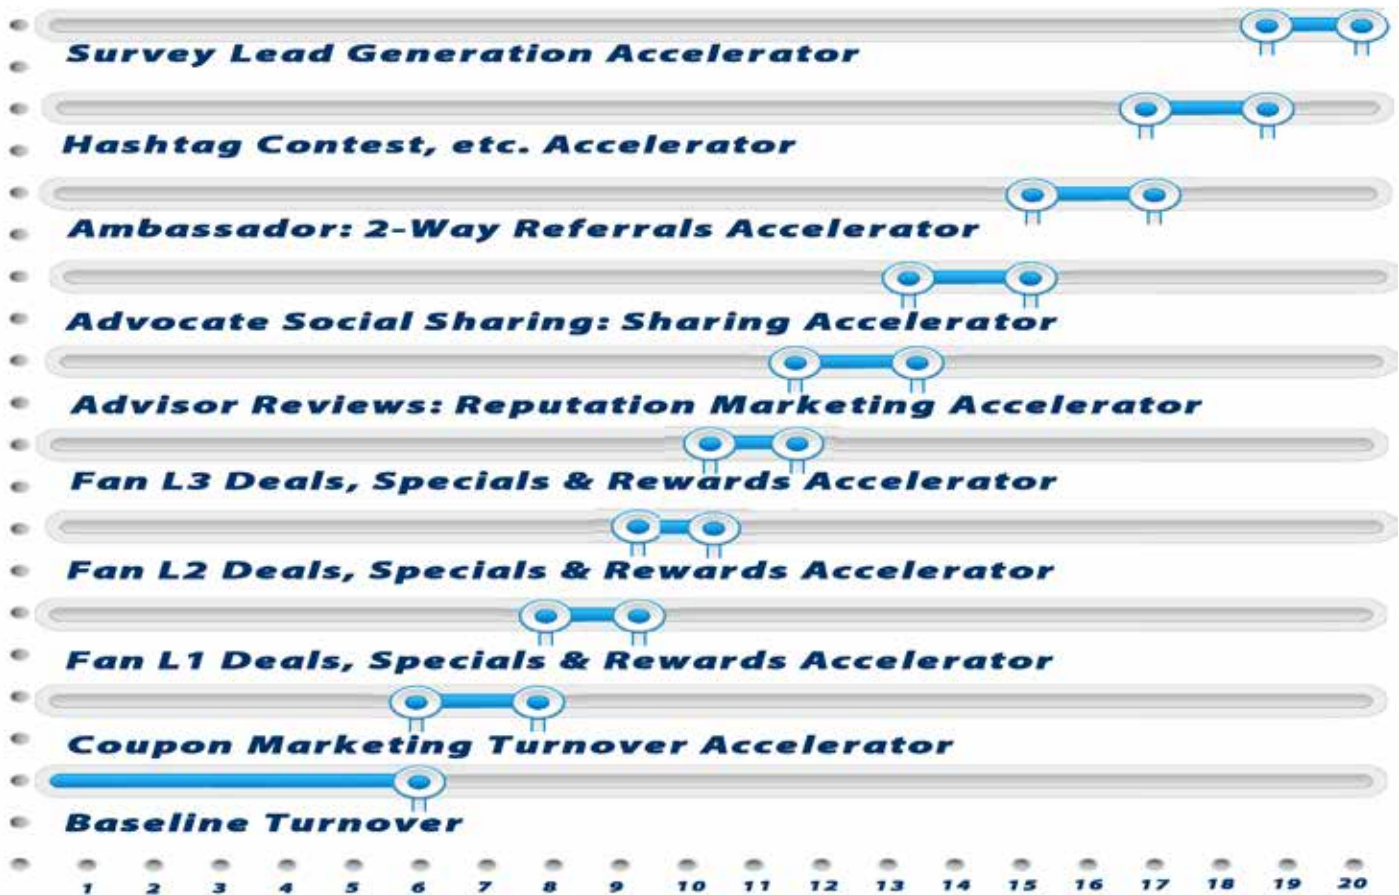 Survey Lead Generation Accelerator
Hashtag Contest, etc. Accelerator
Ambassador: 2-Way Referrals Accelerator
Advocate Social Sharing: Sharing Accelerator
Advisor Reviews: Reputation Marketing Accelerator
Fan L3 Deals, Specials & Rewards Accelerator
Fan L2 Deals, Specials & Rewards Accelerator
Fan L1 Deals, Specials & Rewards Accelerator
Coupon Marketing Turnover Accelerator
Baseline Turnover
1 2 3 4 5 6 7 8 9 10 11 12 13 14 15 16 17 18 19 20